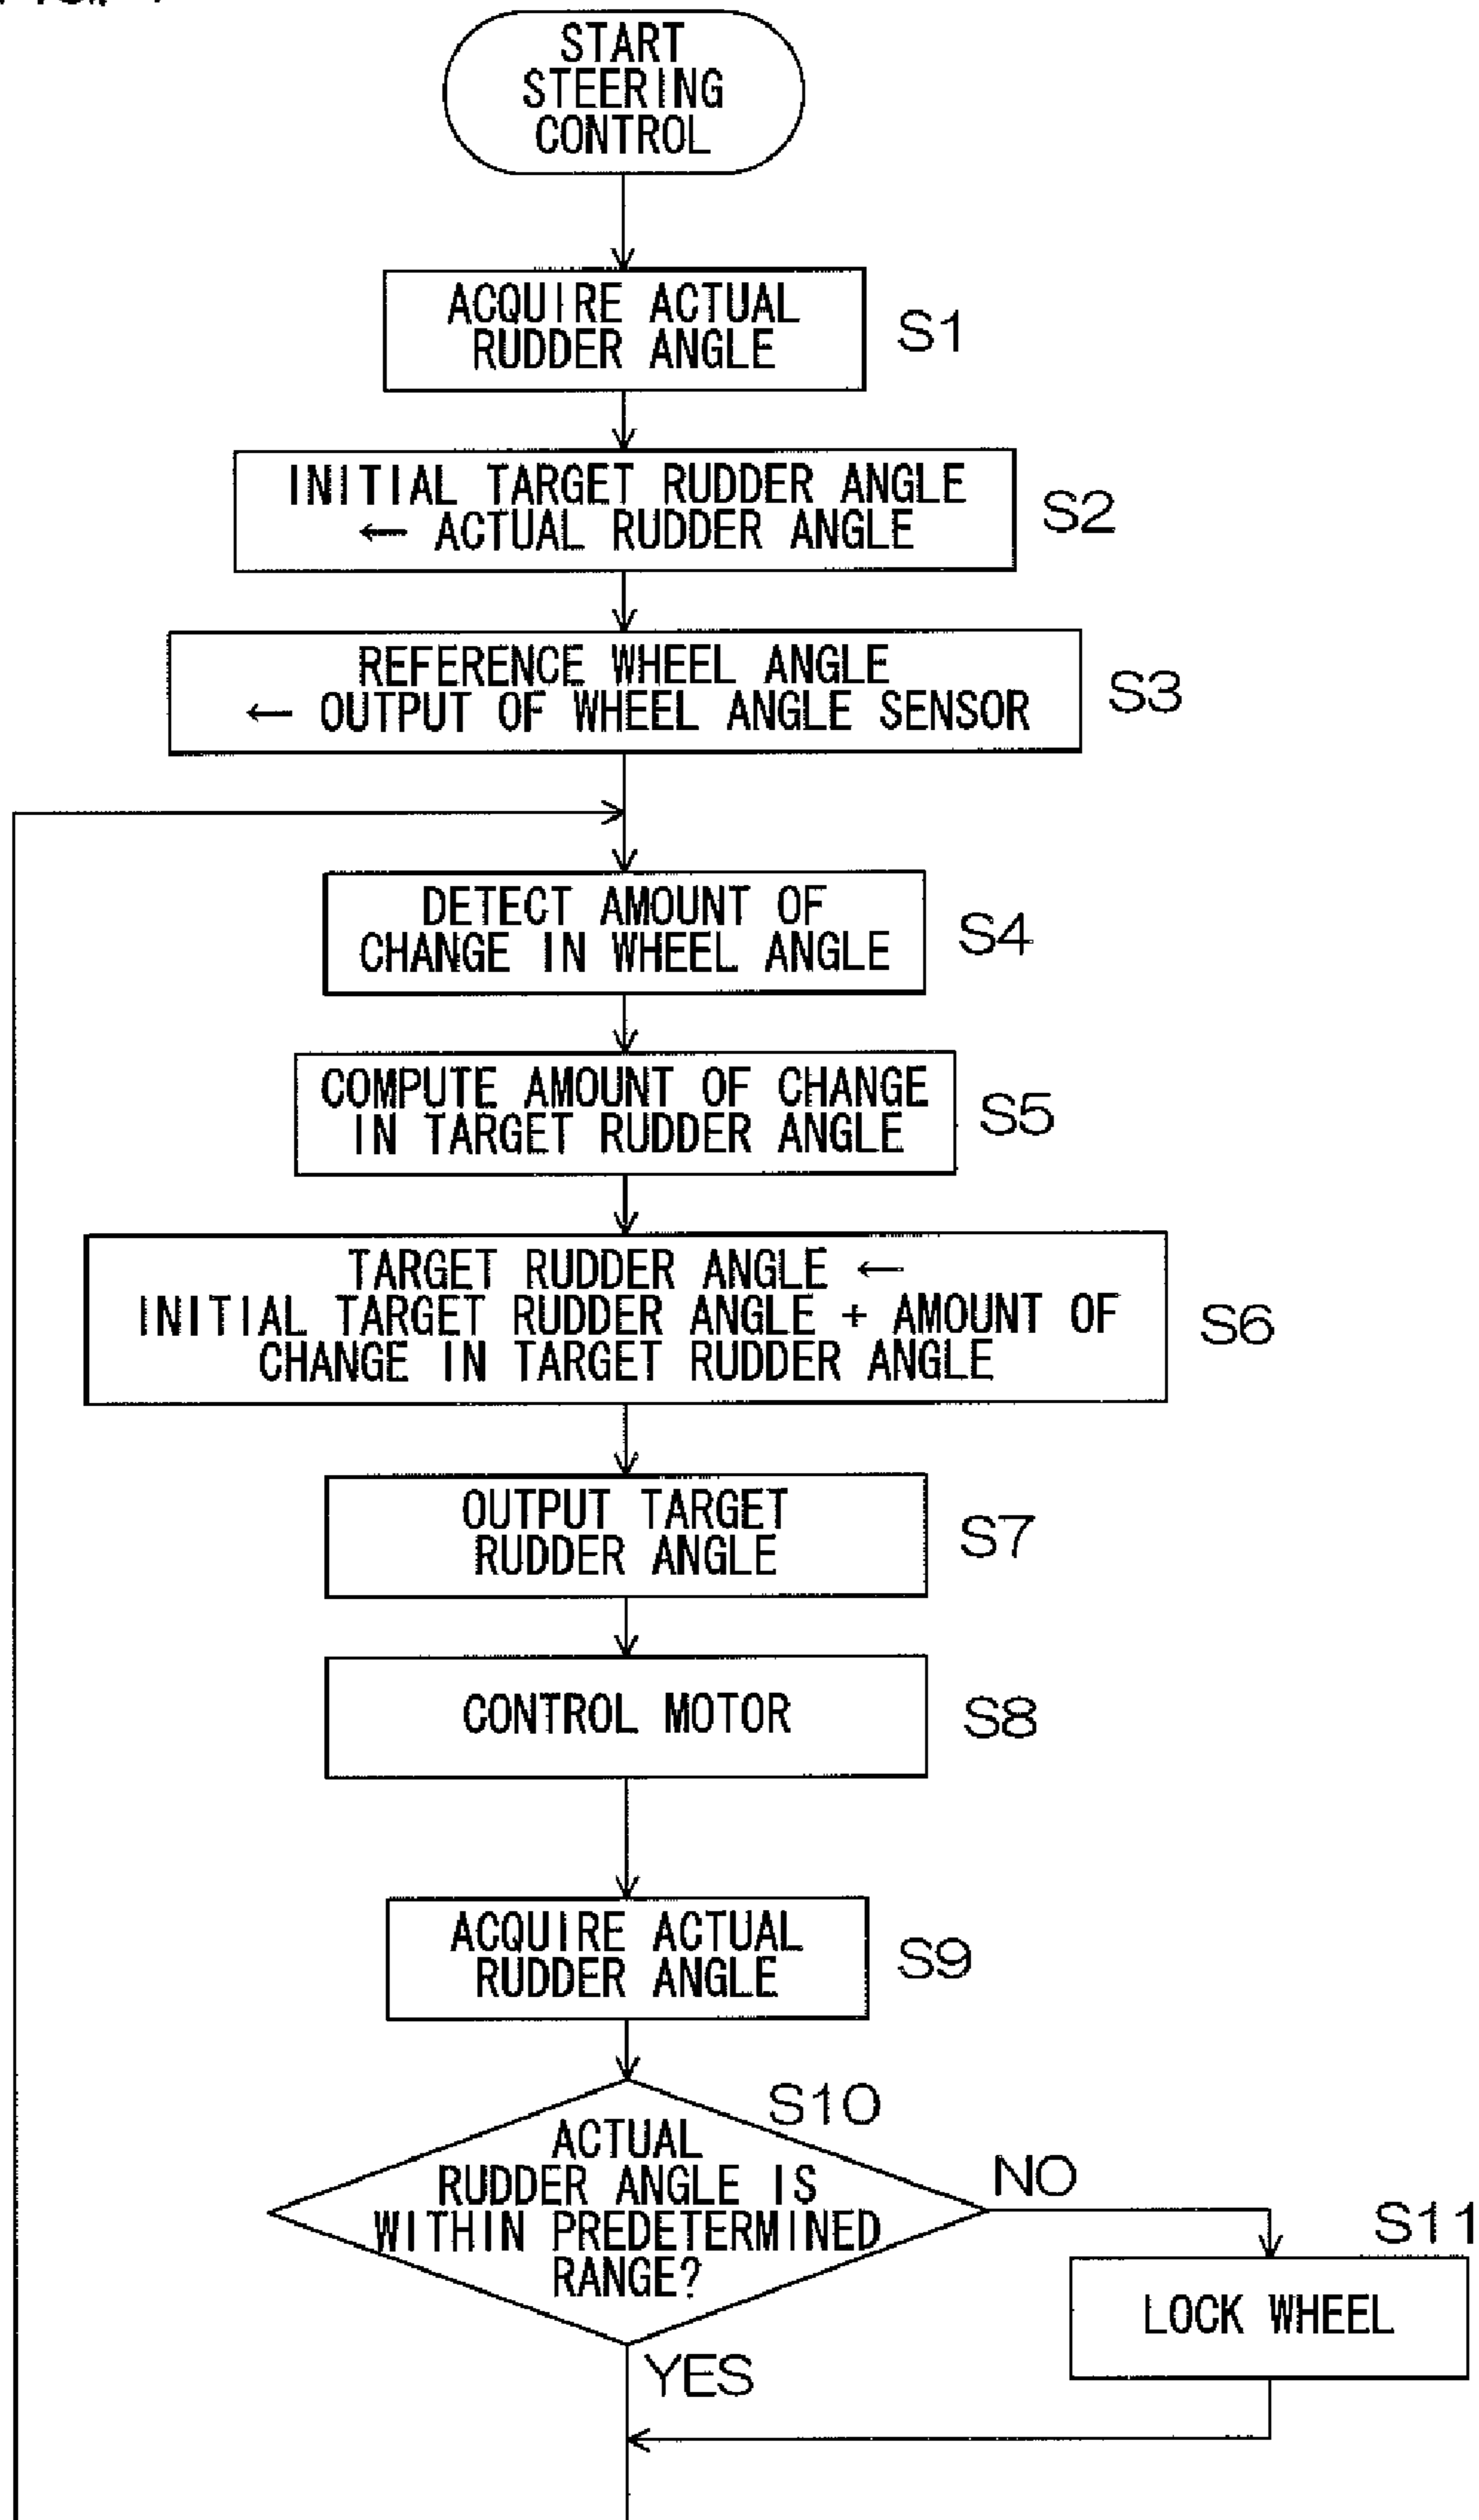 START
STEERING
CONTROL
ACQUIRE ACTUAL
RUDDER ANGLE
S1
INITIAL TARGET RUDDER ANGLE
← ACTUAL RUDDER ANGLE
S2
REFERENCE WHEEL ANGLE
← OUTPUT OF WHEEL ANGLE SENSOR
S3
DETECT AMOUNT OF
CHANGE IN WHEEL ANGLE
S4
COMPUTE AMOUNT OF CHANGE
IN TARGET RUDDER ANGLE
S5
TARGET RUDDER ANGLE ←
INITIAL TARGET RUDDER ANGLE + AMOUNT OF
CHANGE IN TARGET RUDDER ANGLE
S6
OUTPUT TARGET
RUDDER ANGLE
S7
CONTROL MOTOR
S8
ACQUIRE ACTUAL
RUDDER ANGLE
S9
S10
ACTUAL
RUDDER ANGLE IS
WITHIN PREDETERMINED
RANGE?
NO
S11
LOCK WHEEL
YES